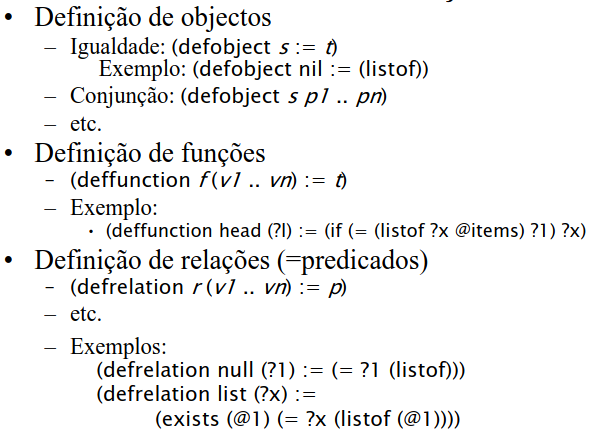 • Definição de objectos
– Igualdade: (defobject s := t)
Exemplo: (defobject nil := (listof))
– Conjunção: (defobject s p1 .. pn)
– etc.
• Definição de funções
– (deffunction f (v1 .. vn) := t)
– Exemplo:
• (deffunction head (?l) := (if (= (listof ?x @items) ?1) ?x)
• Definição de relações (=predicados)
– (defrelation r (v1 .. vn) := p)
– etc.
– Exemplos:
(defrelation null (?1) := (= ?1 (listof)))
(defrelation list (?x) :=
(exists (@1) (= ?x (listof (@1))))